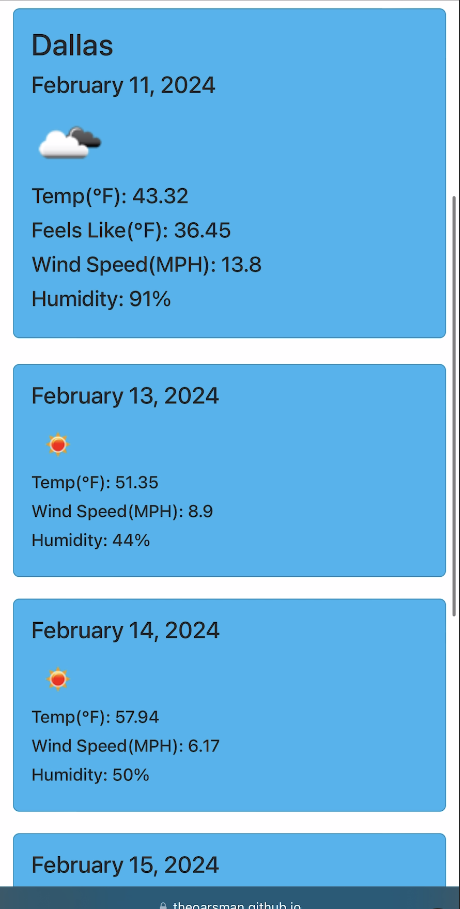 Dallas
February 11, 2024
Temp(°F): 43.32
Feels Like(°F): 36.45
Wind Speed(MPH): 13.8
Humidity: 91%
February 13, 2024
Temp(°F): 51.35
Wind Speed(MPH): 8.9
Humidity: 44%
February 14, 2024
Temp(°F): 57.94
Wind Speed(MPH): 6.17
Humidity: 50%
February 15, 2024
theoarsman.github.io